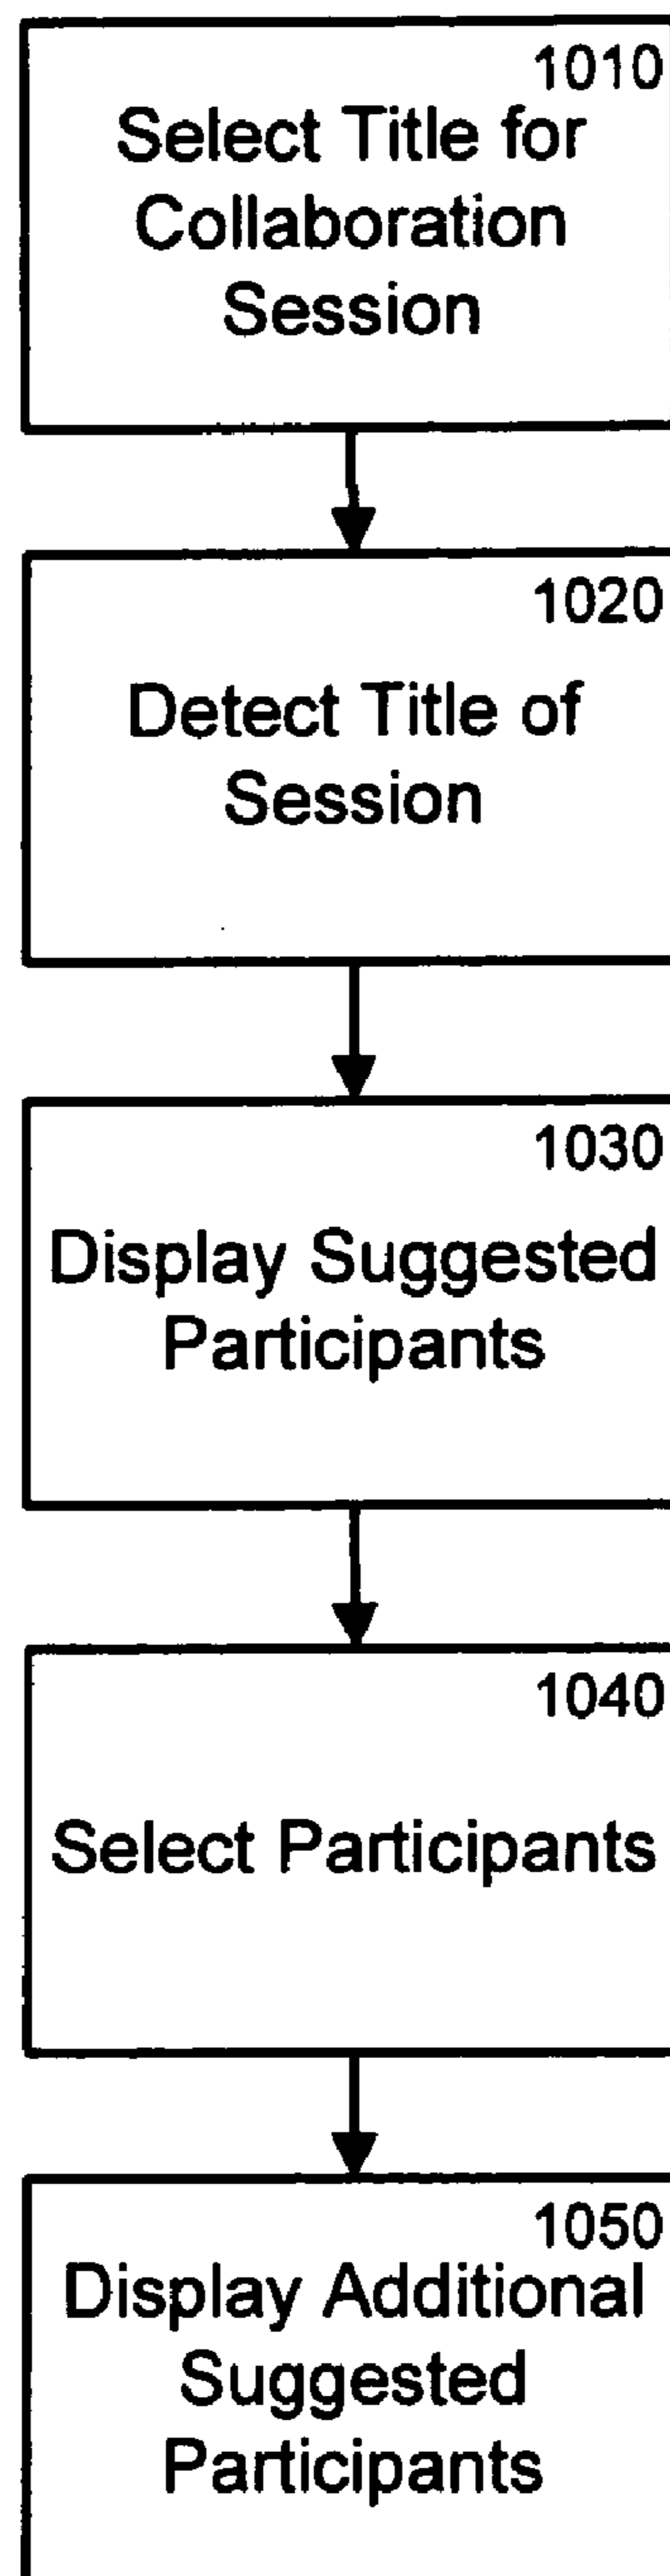 1010
Select Title for
Collaboration
Session
1020
Detect Title of
Session
1030
Display Suggested
Participants
1040
Select Participants
1050
Display Additional
Suggested
Participants